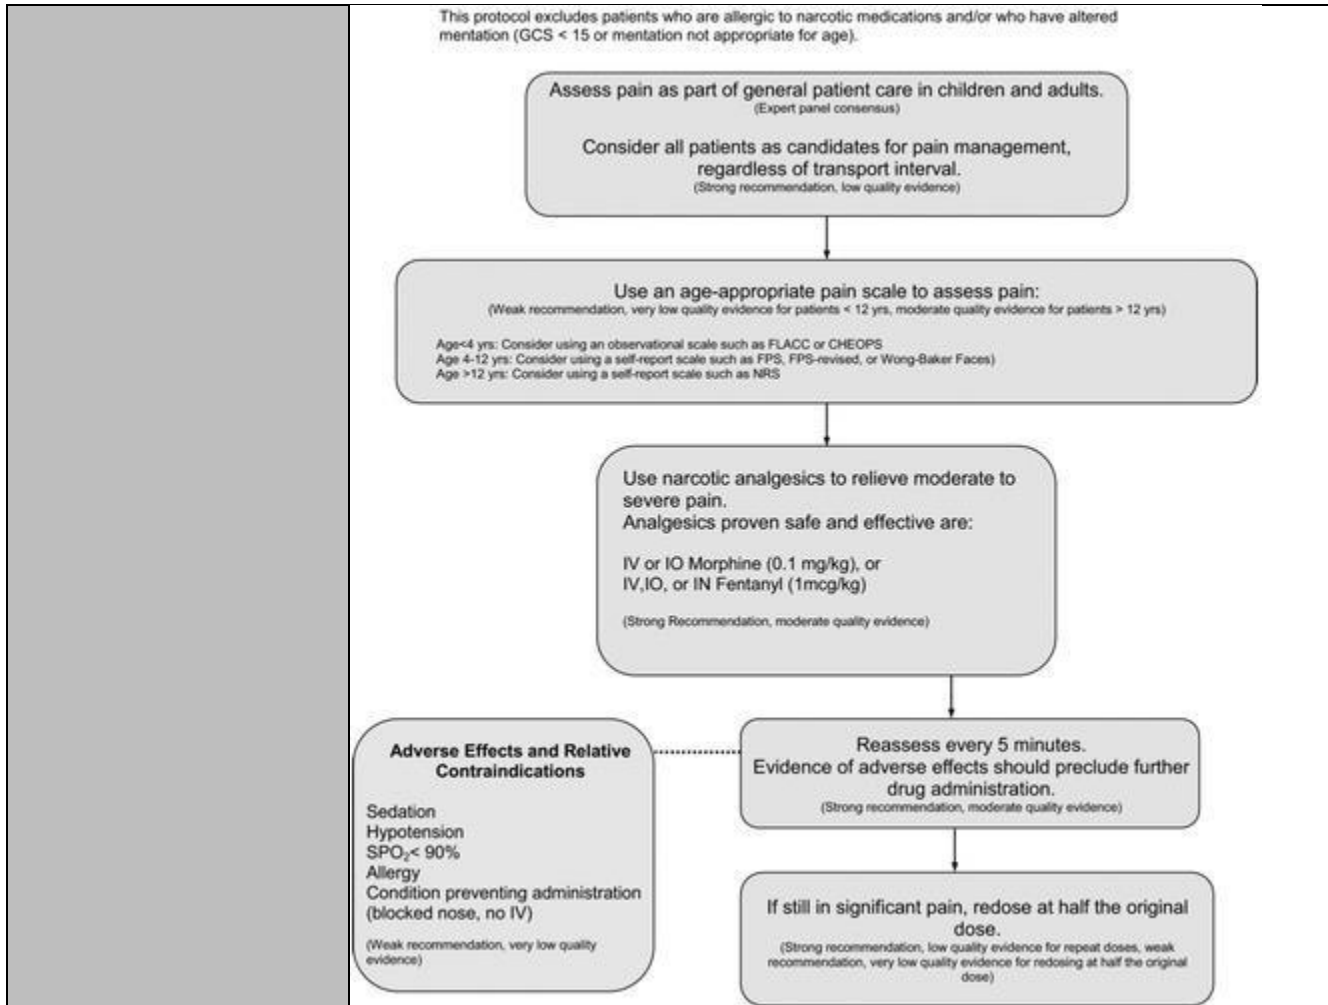 This protocol excludes patients who are allergic to narcotic medications and/or who have altered
mentation (GCS < 15 or mentation not appropriate for age).
Assess pain as part of general patient care in children and adults.
(Expert panel consensus)
Consider all patients as candidates for pain management,
regardless of transport interval.
(Strong recommendation, low quality evidence)
Use an age-appropriate pain scale to assess pain:
(Weak recommendation, very low quality evidence for patients < 12 yrs, moderate quality evidence for patients > 12 yrs)
Age<4 yrs: Consider using an observational scale such as FLACC or CHEOPS
Age 4-12 yrs: Consider using a self-report scale such as FPS, FPS-revised, or Wong-Baker Faces)
Age >12 yrs: Consider using a self-report scale such as NRS
Use narcotic analgesics to relieve moderate to
severe pain.
Analgesics proven safe and effective are:
IV or IO Morphine (0.1 mg/kg), or
IV,IO, or IN Fentanyl (1mcg/kg)
(Strong Recommendation, moderate quality evidence)
Reassess every 5 minutes.
Evidence of adverse effects should preclude further
drug administration.
(Strong recommendation, moderate quality evidence)
Adverse Effects and Relative
Contraindications
Sedation
Hypotension
SPO₂< 90%
Allergy
Condition preventing administration
(blocked nose, no IV)
(Weak recommendation, very low quality
evidence)
If still in significant pain, redose at half the original
dose.
(Strong recommendation, low quality evidence for repeat doses, weak
recommendation, very low quality evidence for redosing at half the original
dose)